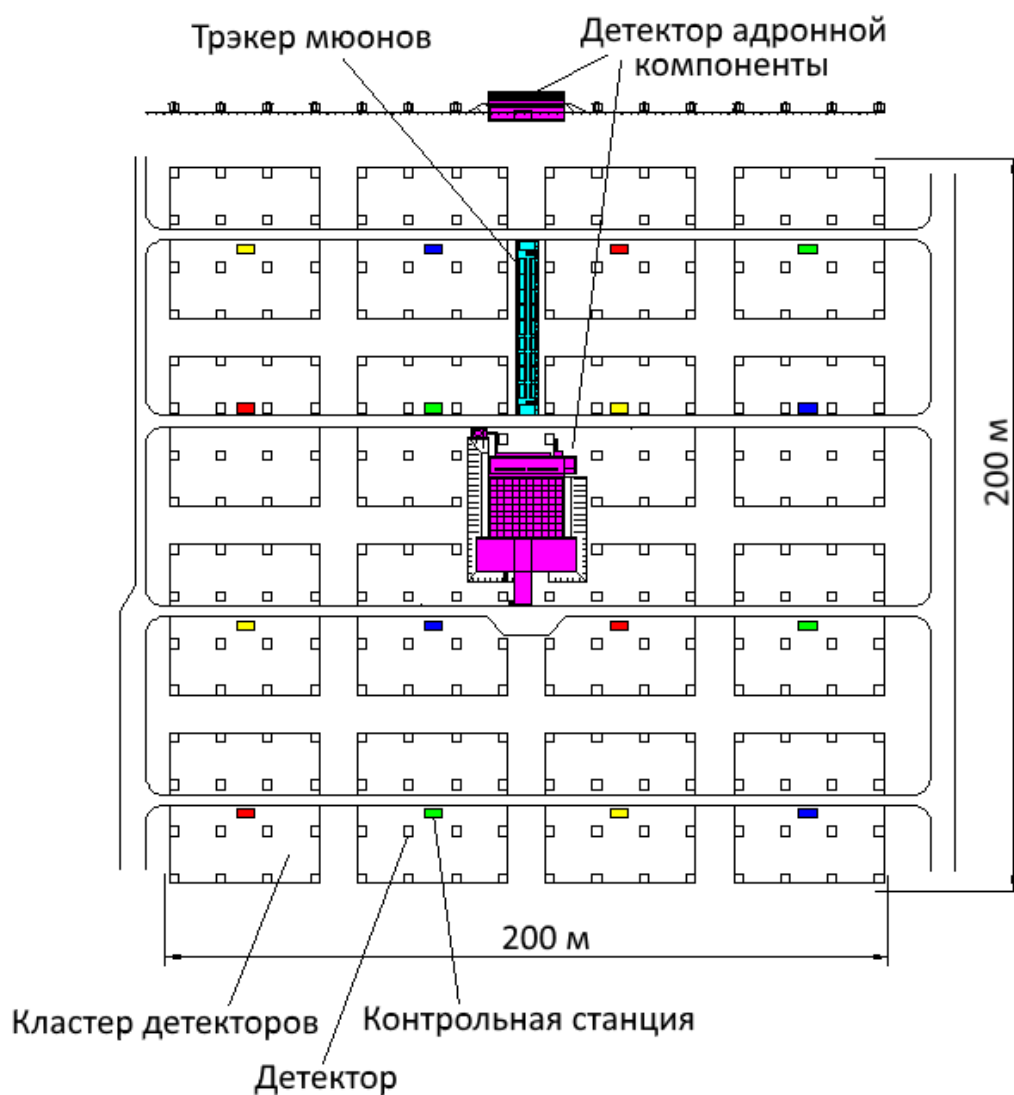 Трэкер мюонов
Детектор адронной
компоненты
200 м
200 м
Кластер детекторов
Контрольная станция
Детектор